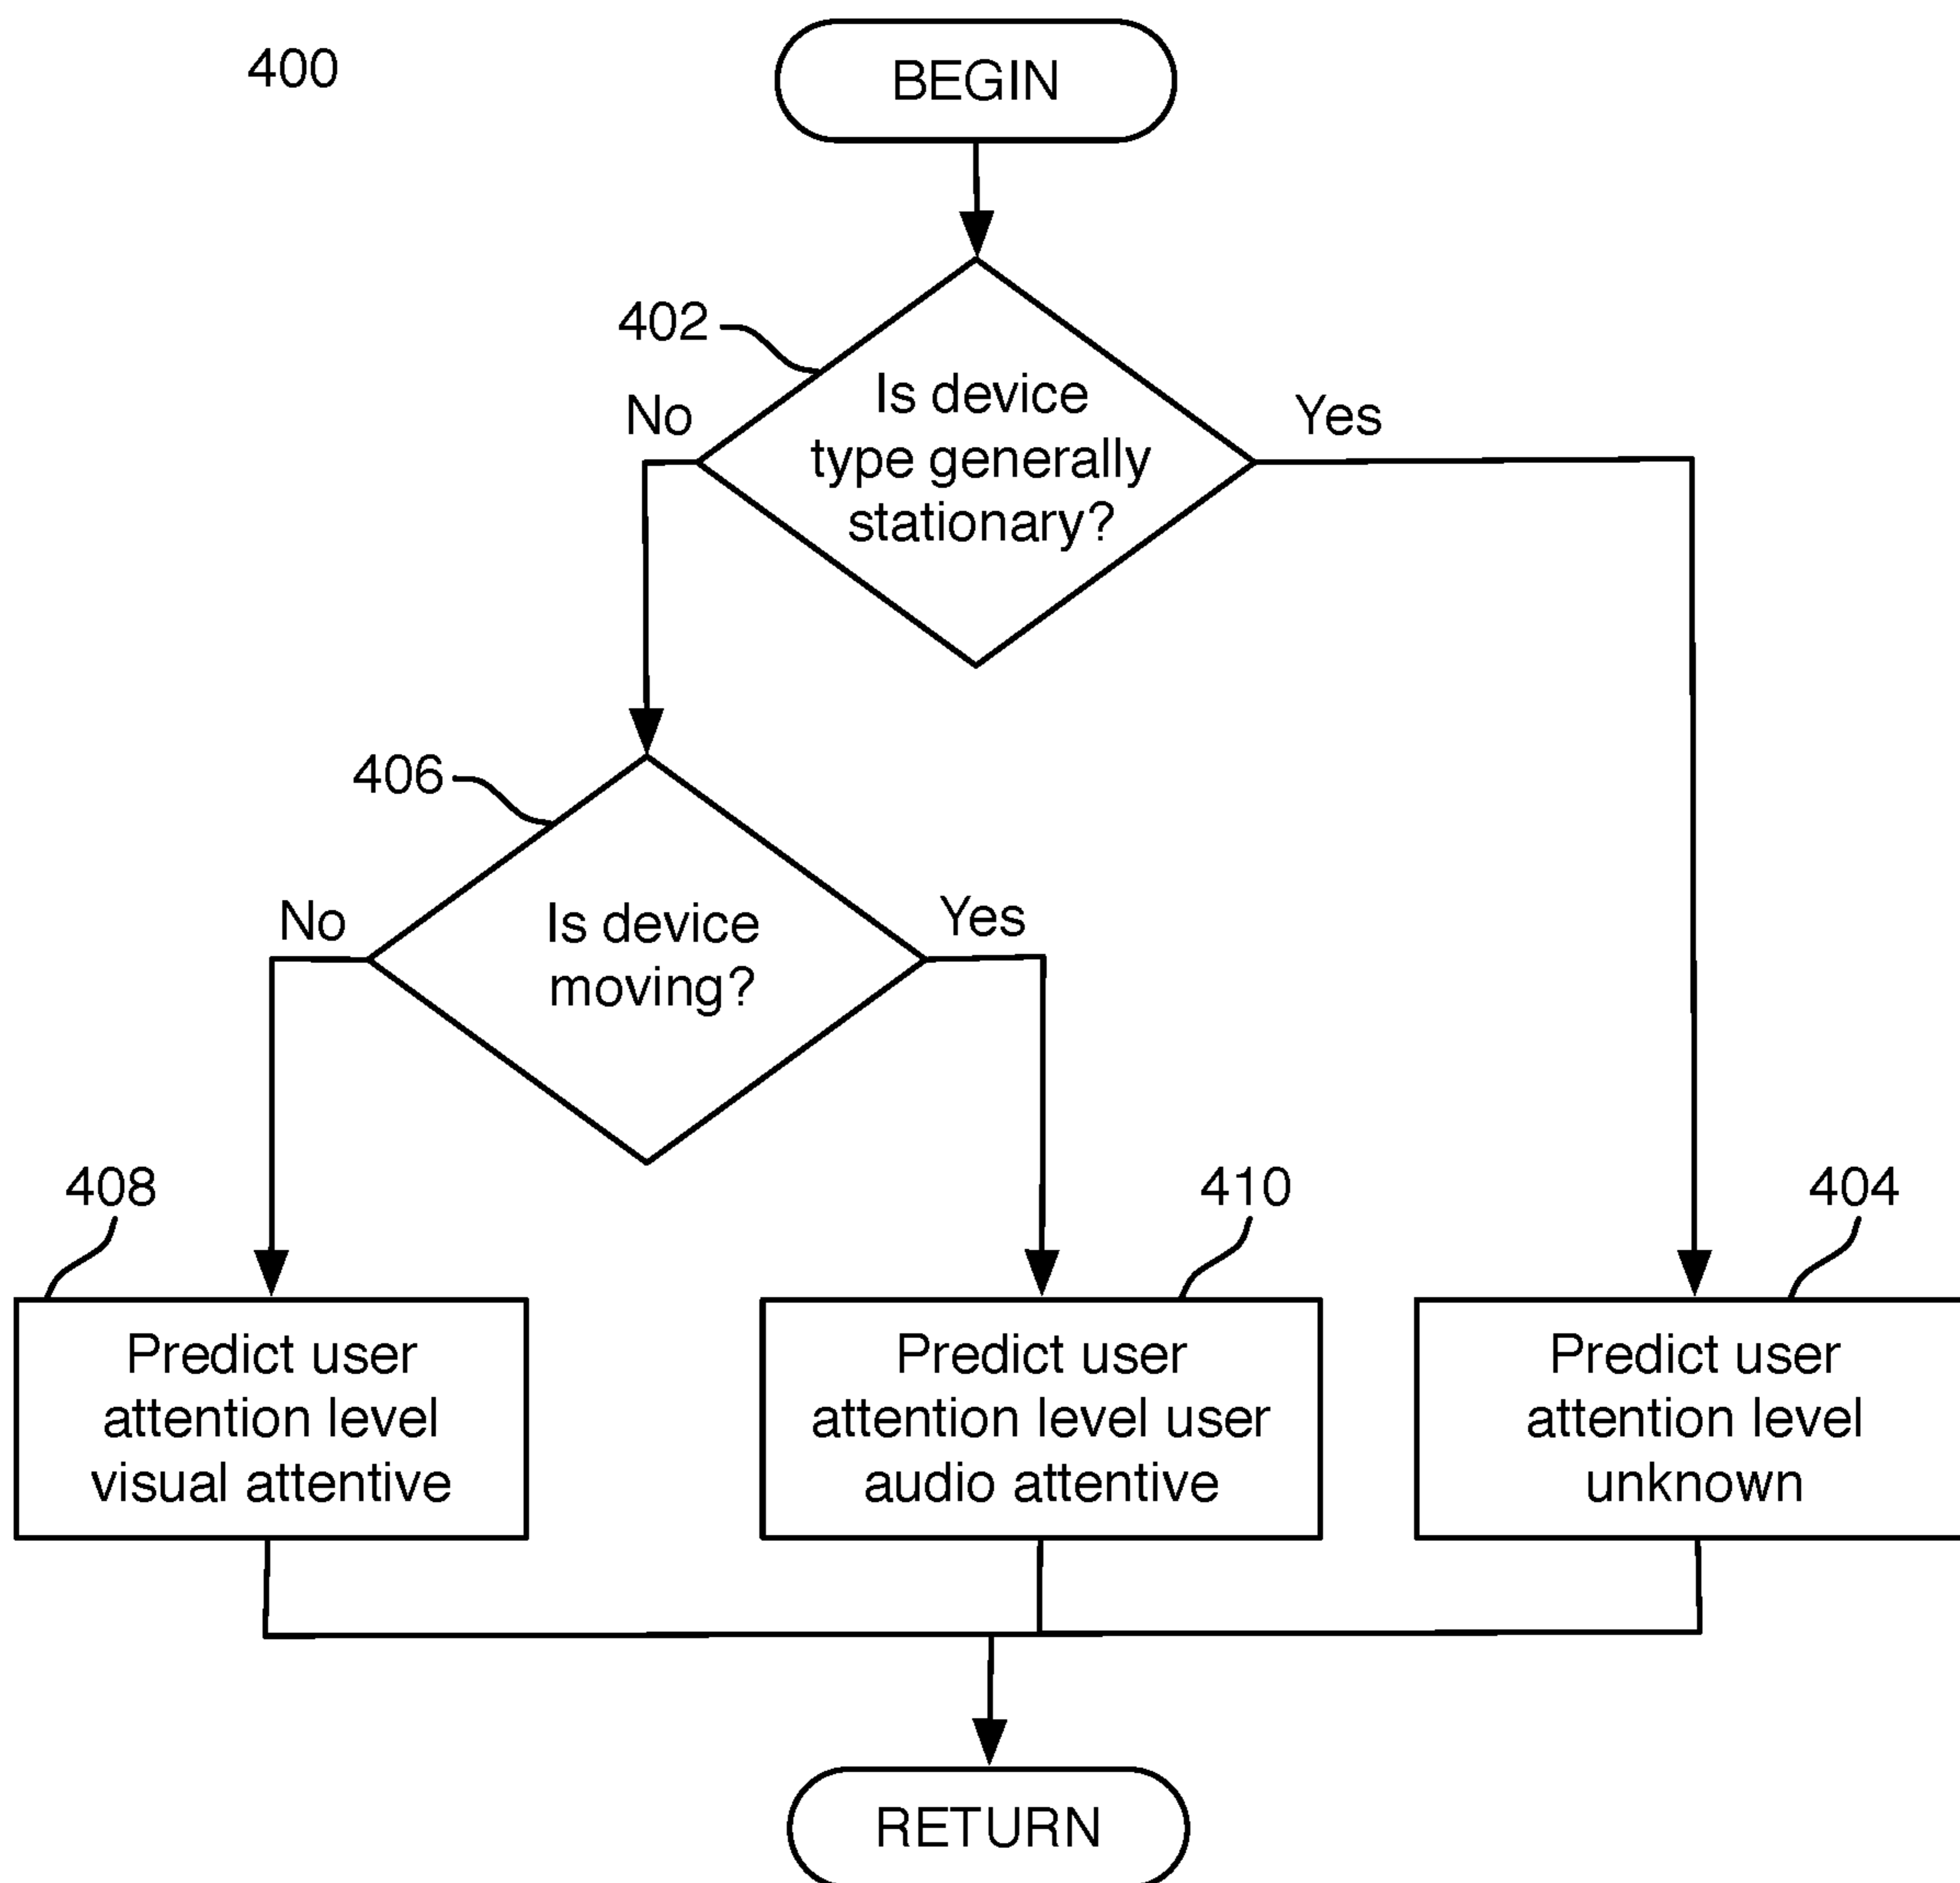 400
BEGIN
402
Is device
type generally
stationary?
No
Yes
406
Is device
moving?
No
Yes
408
410
404
Predict user
attention level
visual attentive
Predict user
attention level user
audio attentive
Predict user
attention level
unknown
RETURN